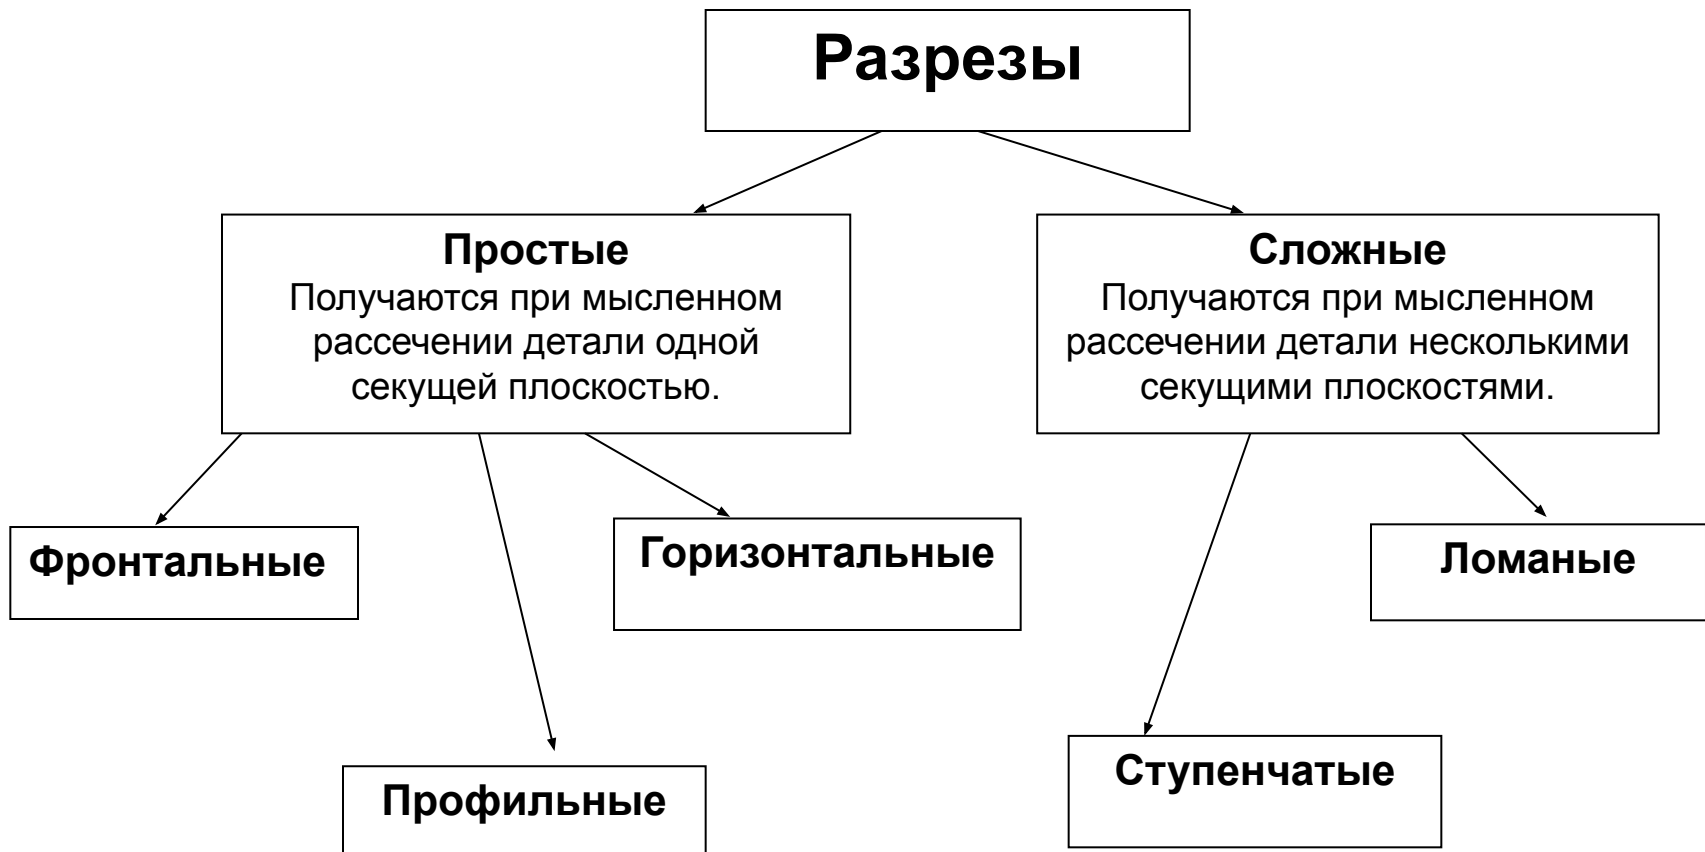 Разрезы
Простые
Получаются при мысленном
рассечении детали одной
секущей плоскостью.
Сложные
Получаются при мысленном
рассечении детали несколькими
секущими плоскостями.
Фронтальные
Горизонтальные
Ломаные
Профильные
Ступенчатые